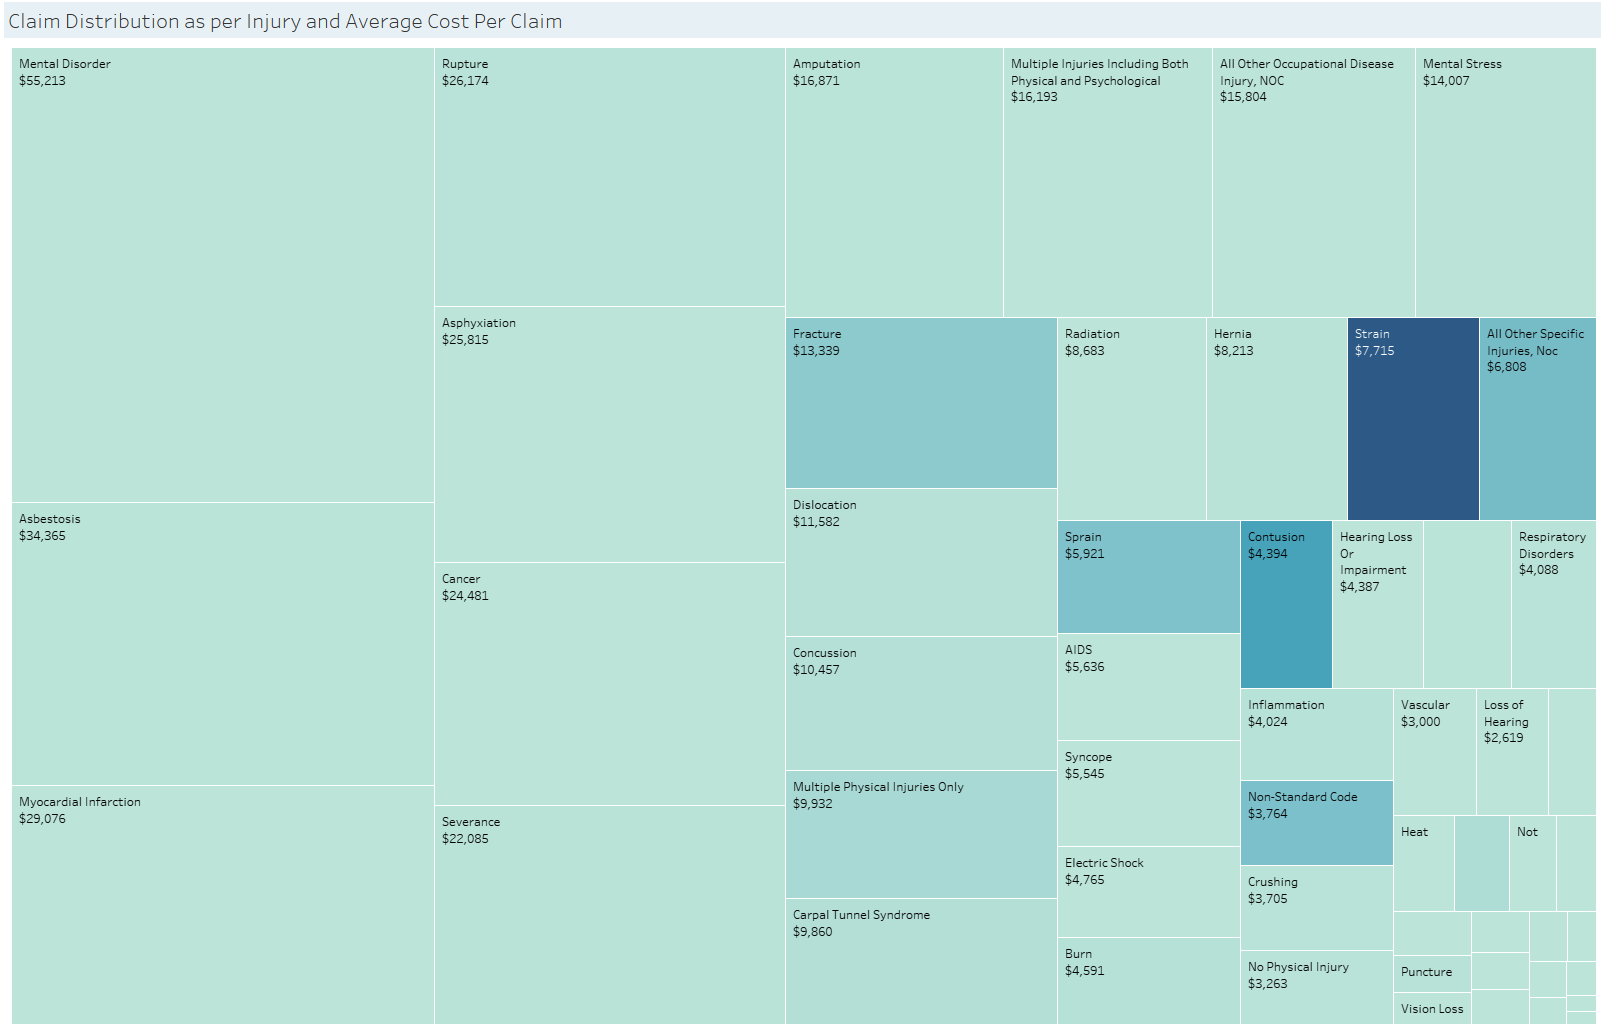 Claim Distribution as per Injury and Average Cost Per Claim
Mental Disorder
$55,213
Asbestosis
$34,365
Myocardial Infarction
$29,076
Rupture
$26,174
Asphyxiation
$25,815
Cancer
$24,481
Severance
$22,085
Amputation
$16,871
Multiple Injuries Including Both
Physical and Psychological
$16,193
All Other Occupational Disease
Injury, NOC
$15,804
Mental Stress
$14,007
Fracture
$13,339
Dislocation
$11,582
Concussion
$10,457
Multiple Physical Injuries Only
$9,932
Carpal Tunnel Syndrome
$9,860
Radiation
$8,683
Hernia
$8,213
Strain
$7,715
All Other Specific
Injuries, Noc
$6,808
Sprain
$5,921
AIDS
$5,636
Syncope
$5,545
Electric Shock
$4,765
Burn
$4,591
Contusion
$4,394
Hearing Loss
Or
Impairment
$4,387
Respiratory
Disorders
$4,088
Inflammation
$4,024
Non-Standard Code
$3,764
Crushing
$3,705
No Physical Injury
$3,263
Vascular
$3,000
Loss of
Hearing
$2,619
Heat
Not
Puncture
Vision Loss